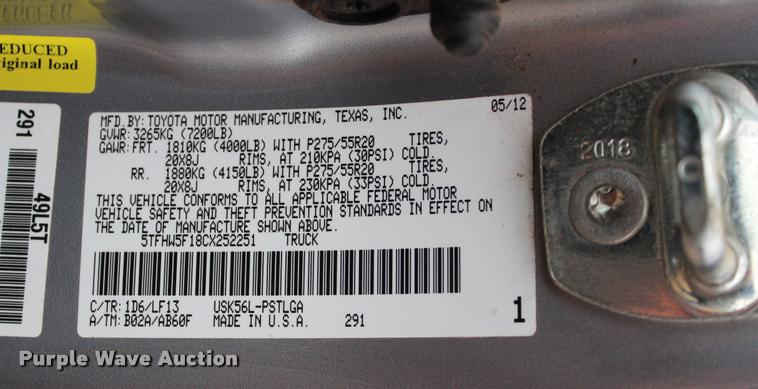 EDUCED
iginal load
291
49L5T
MFD.BY:TOYOTA MOTOR MANUFACTURING, TEXAS, INC. 05/12
GVWR:3265KG (7200LB)
GAWR:FRT. 1810KG (4000LB) WITH P275/55R20 TIRES,
20X8J RIMS, AT 210KPA (30PSI) COLD.
RR. 1880KG (4150LB) WITH P275/55R20 TIRES,
20X8J RIMS, AT 230KPA (33PSI) COLD.
THIS VEHICLE CONFORMS TO ALL APPLICABLE FEDERAL MOTOR
VEHICLE SAFETY AND THEFT PREVENTION STANDARDS IN EFFECT ON
THE DATE OF MANUFACTURE SHOWN ABOVE.
5TFHW5F18CX252251 TRUCK
C/TR:1D6/LF13 USK56L-PSTLGA
A/TM:B02A/AB60F MADE IN U.S.A. 291
1
2018
Purple Wave Auction